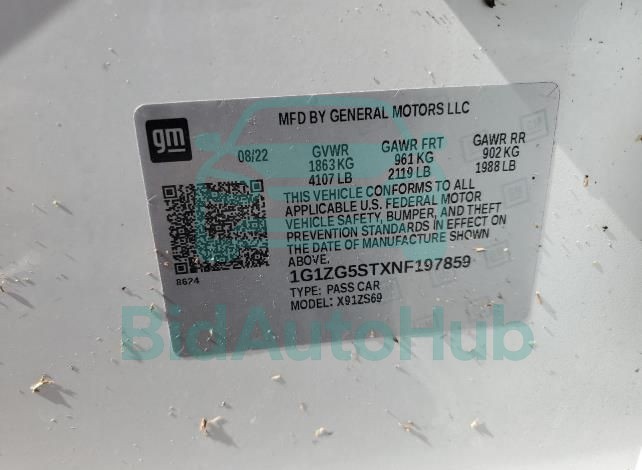 MFD BY GENERAL MOTORS LLC
gm
08/22 GVWR GAWR FRT GAWR RR
1863 KG 961 KG 902 KG
4107 LB 2119 LB 1988 LB
THIS VEHICLE CONFORMS TO ALL
APPLICABLE U.S. FEDERAL MOTOR
VEHICLE SAFETY, BUMPER, AND THEFT
PREVENTION STANDARDS IN EFFECT ON
THE DATE OF MANUFACTURE SHOWN
ABOVE.
8674
1G1ZG5STXNF197859
TYPE: PASS CAR
MODEL: X91ZS69
BidAutoHub